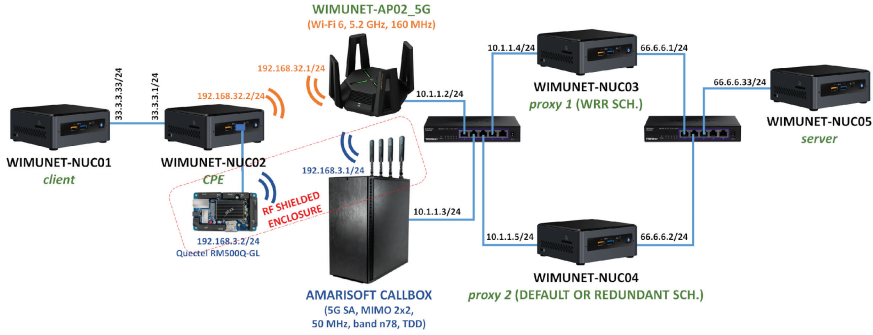 WIMUNET-AP02_5G
(Wi-Fi 6, 5.2 GHz, 160 MHz)
192.168.32.1/24
192.168.32.2/24
33.3.3.33/24
33.3.3.1/24
WIMUNET-NUC01
client
WIMUNET-NUC02
CPE
192.168.3.1/24
RF SHIELDED
ENCLOSURE
192.168.3:2/24
Quectel RM500Q-GL
AMARISOFT CALLBOX
(5G SA, MIMO 2x2,
50 MHz, band n78, TDD)
10.1.1.2/24
10.1.1.3/24
10.1.1.4/24
10.1.1.5/24
WIMUNET-NUC03
proxy 1 (WRR SCH.)
66.6.6.1/24
66.6.6.33/24
WIMUNET-NUC05
server
66.6.6.2/24
WIMUNET-NUC04
proxy 2 (DEFAULT OR REDUNDANT SCH.)